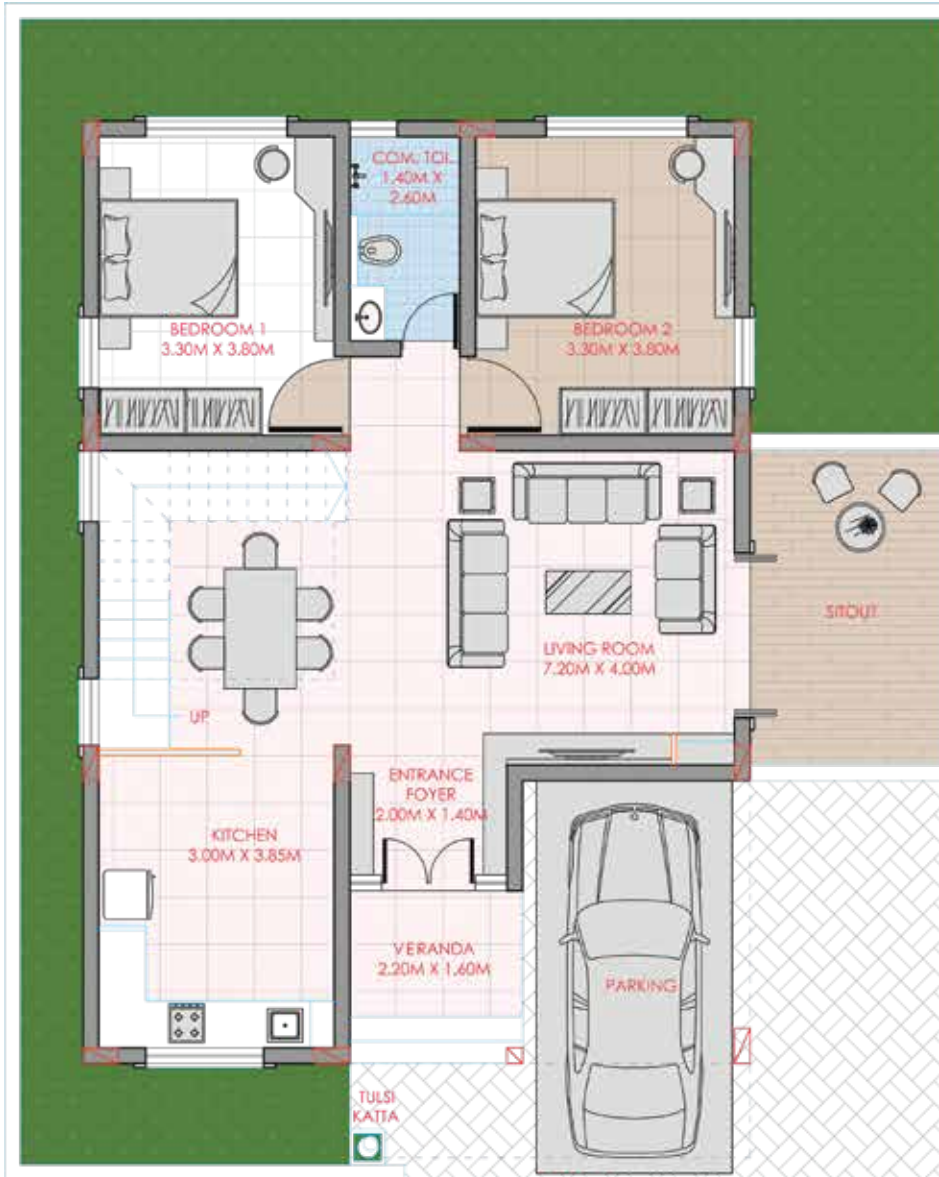 COM. TOI.
1.40M X
2.60M
BEDROOM 1
3.30M X 3.80M
BEDROOM 2
3.30M X 3.80M
SITOUT
LIVING ROOM
7.20M X 4.00M
UP
ENTRANCE
FOYER
2.00M X 1.40M
KITCHEN
3.00M X 3.85M
VERANDA
2.20M X 1.60M
PARKING
TULSI
KATTA